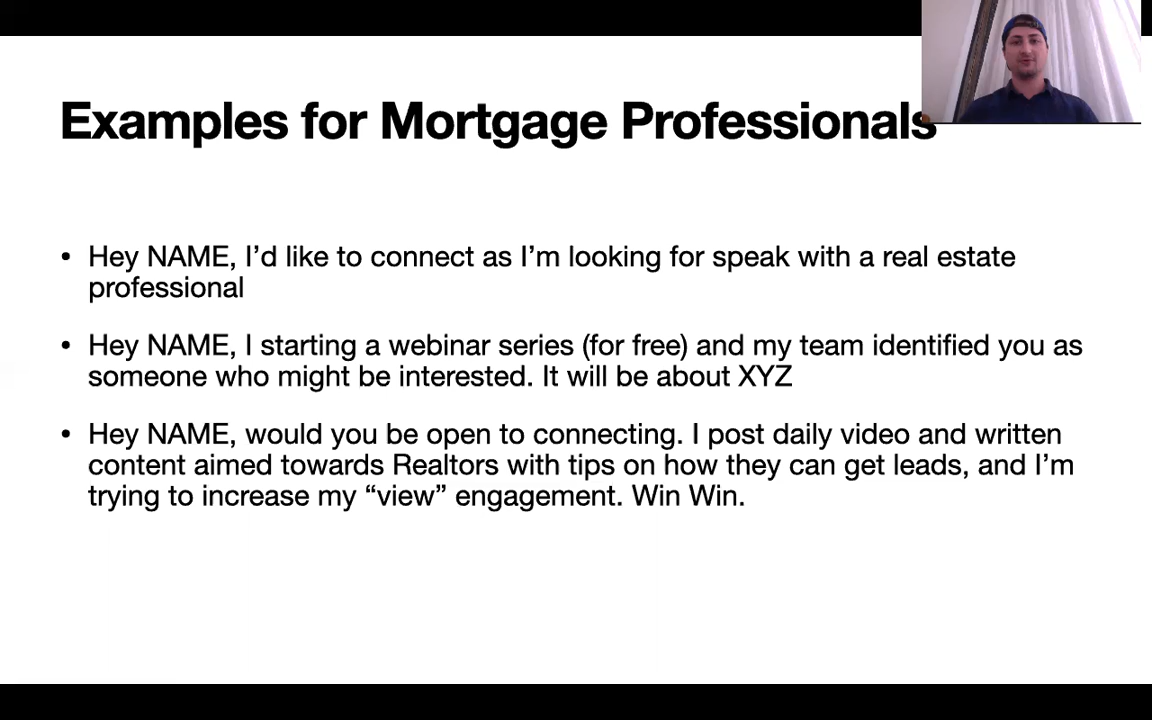 Examples for Mortgage Professionals
• Hey NAME, I’d like to connect as I’m looking for speak with a real estate
professional
• Hey NAME, I starting a webinar series (for free) and my team identified you as
someone who might be interested. It will be about XYZ
• Hey NAME, would you be open to connecting. I post daily video and written
content aimed towards Realtors with tips on how they can get leads, and I’m
trying to increase my “view” engagement. Win Win.